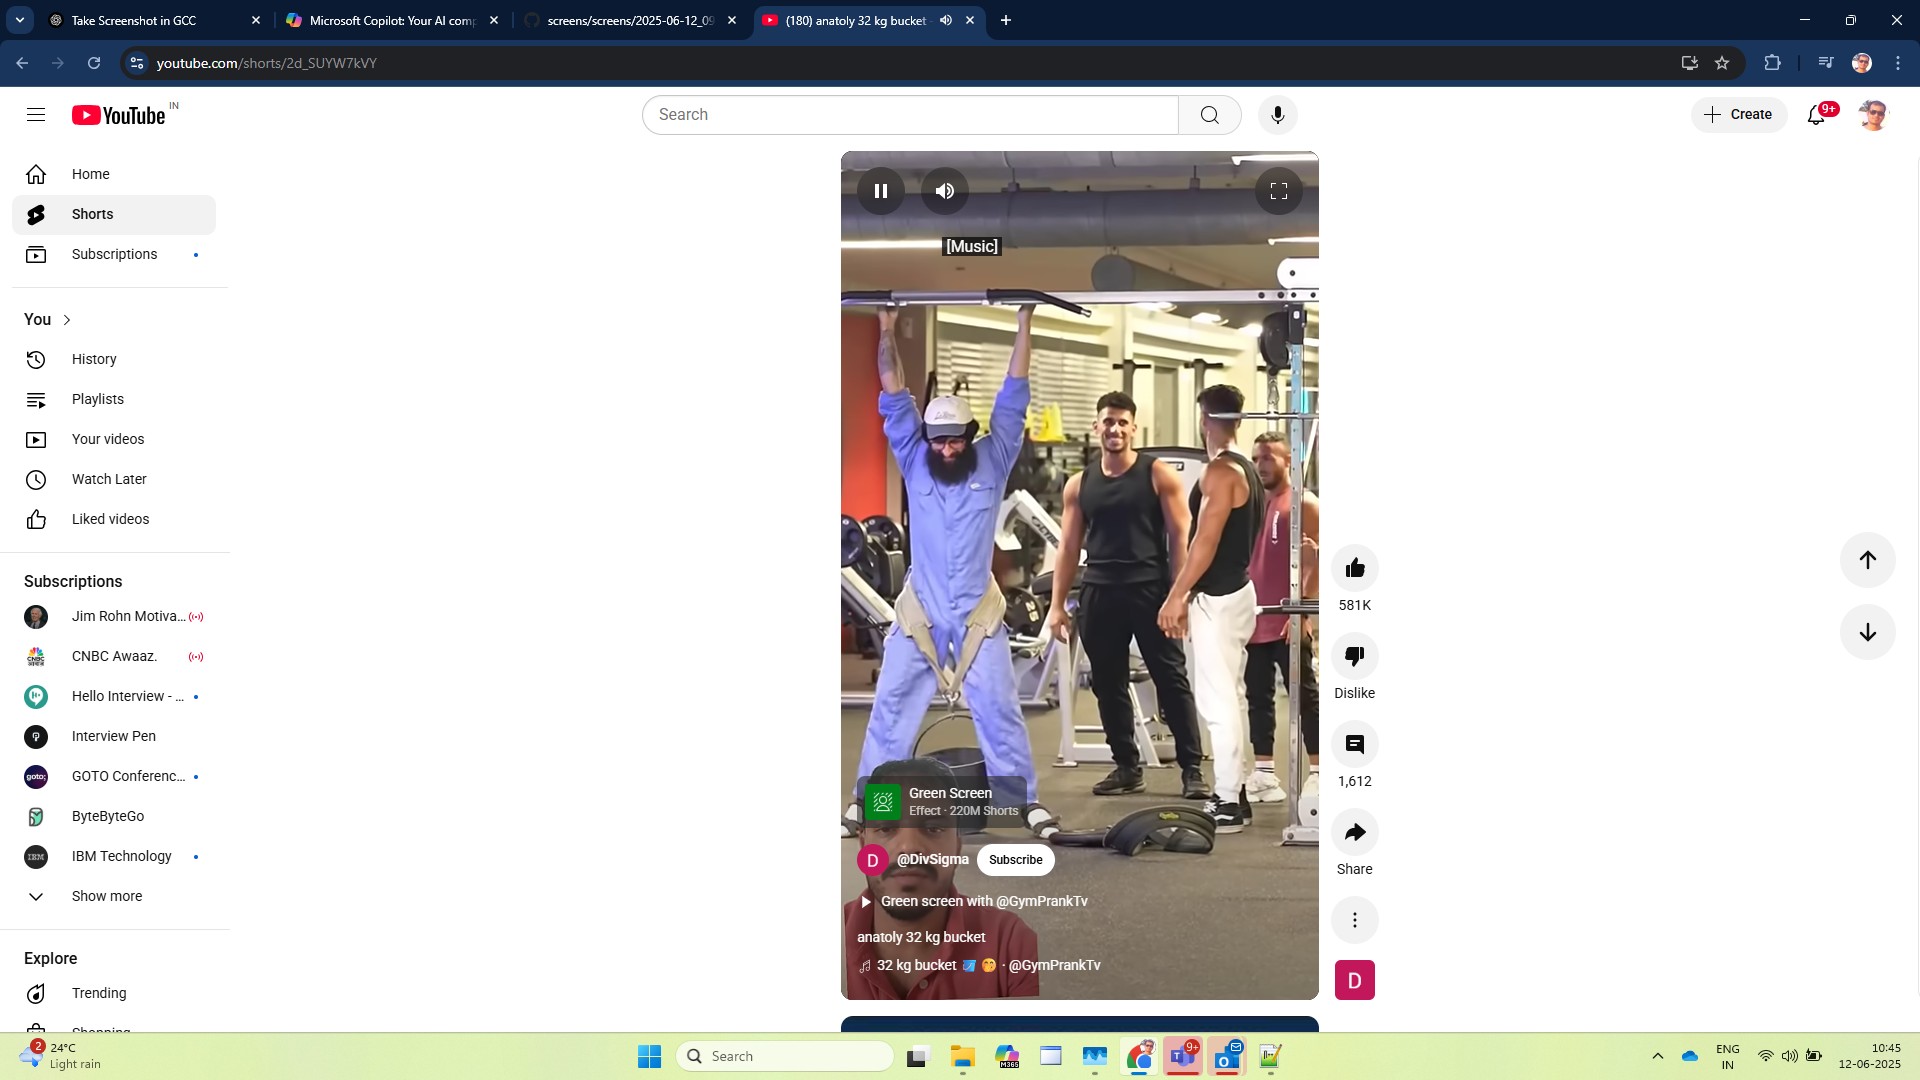 Take Screenshot in GCC
Microsoft Copilot: Your AI comp
screens/screens/2025-06-12_09
(180) anatoly 32 kg bucket
youtube.com/shorts/2d_SUYW7kVY
YouTube IN
Search
Create
9+
Home
Shorts
Subscriptions
You
History
Playlists
Your videos
Watch Later
Liked videos
Subscriptions
Jim Rohn Motiva...
CNBC Awaaz.
Hello Interview - ...
Interview Pen
GOTO Conferenc...
ByteByteGo
IBM Technology
Show more
Explore
Trending
Shopping
[Music]
Green Screen
Effect · 220M Shorts
D @DivSigma Subscribe
Green screen with @GymPrankTv
anatoly 32 kg bucket
32 kg bucket 🪣 🤭 · @GymPrankTv
581K
Dislike
1,612
Share
D
2
24°C
Light rain
Search
M365
9+
ENG
IN
10:45
12-06-2025